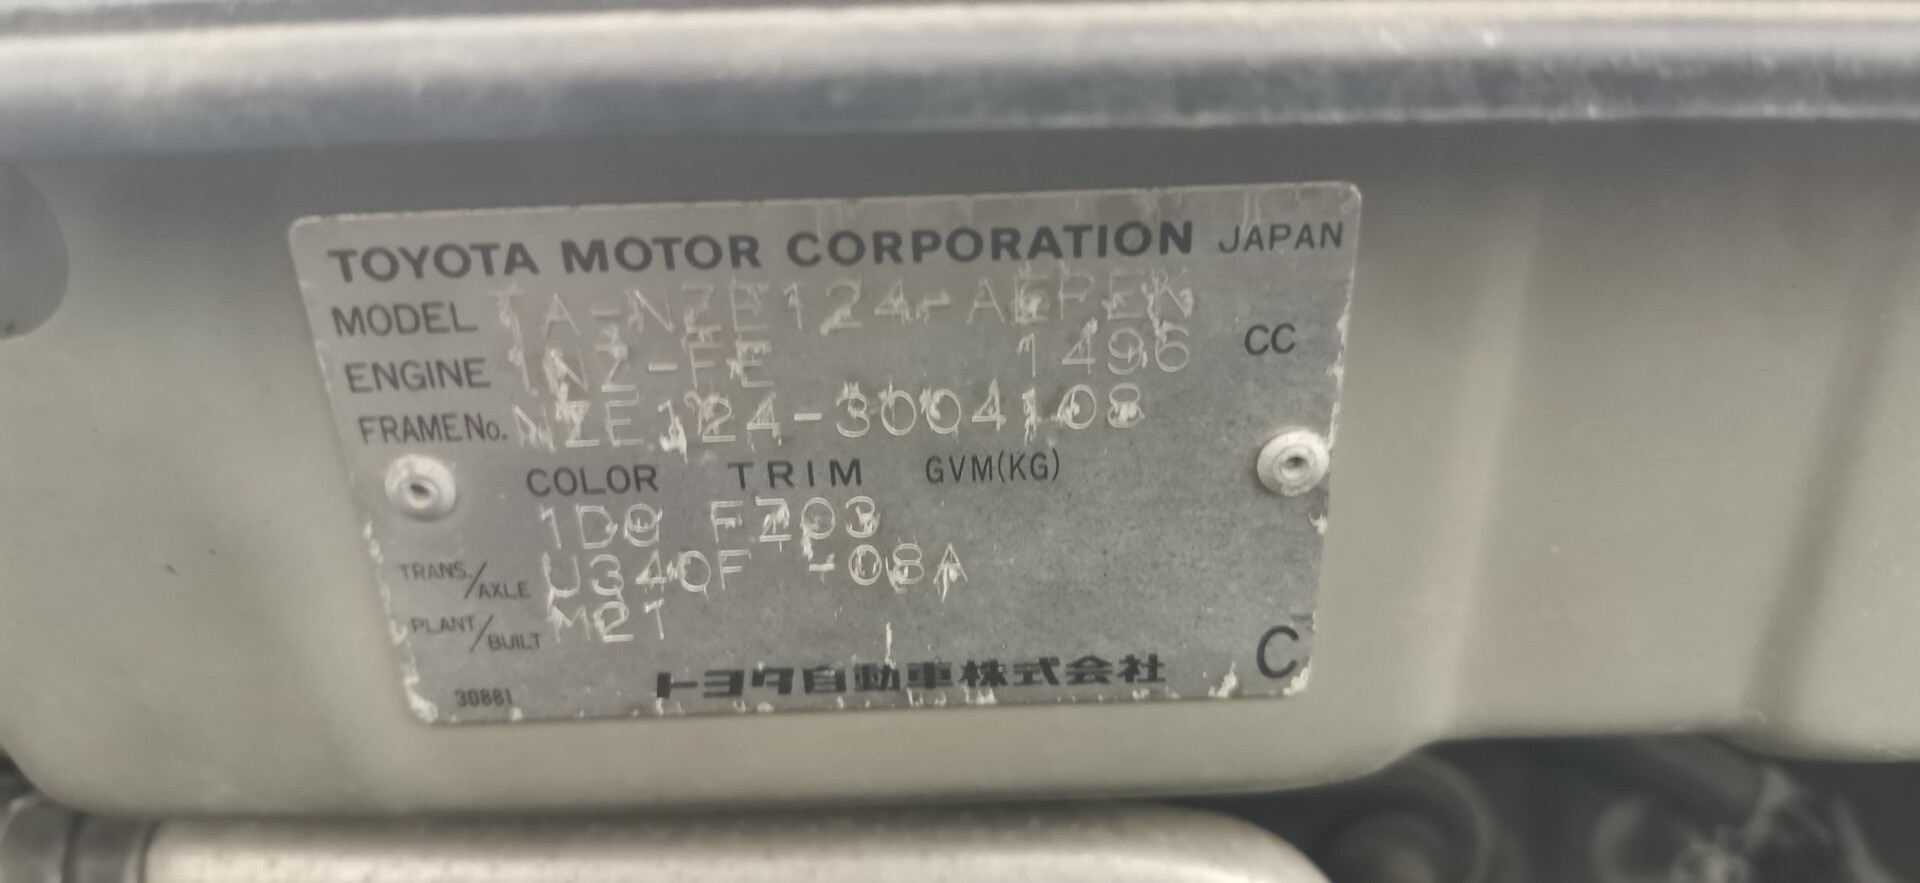 TOYOTA MOTOR CORPORATION JAPAN
MODEL TA-NZE124-AEPEK
ENGINE 1NZ-FE 1496 CC
FRAME No. NZE124-3004108
COLOR TRIM GVM(KG)
1D0 FZ03
TRANS./AXLE U340F -08A
PLANT/BUILT M21
トヨタ自動車株式会社 C
30881